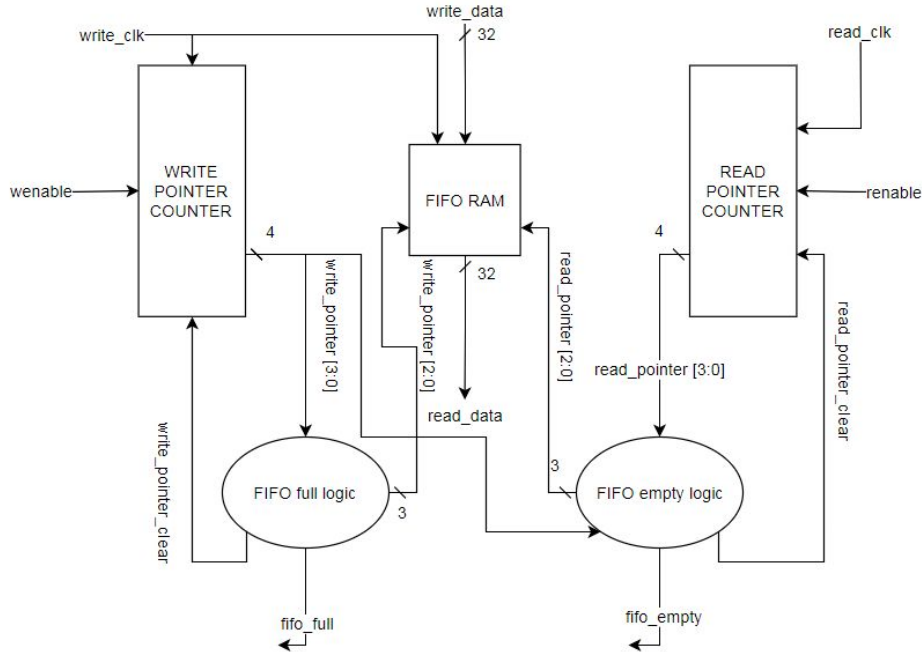 write_data
write_clk
32
read_clk
WRITE
POINTER
COUNTER
FIFO RAM
READ
POINTER
COUNTER
wenable
renable
4
4
32
write_pointer [3:0]
write_pointer [2:0]
read_pointer [2:0]
read_pointer [3:0]
read_pointer_clear
read_data
write_pointer_clear
FIFO full logic
3
3
FIFO empty logic
fifo_full
fifo_empty